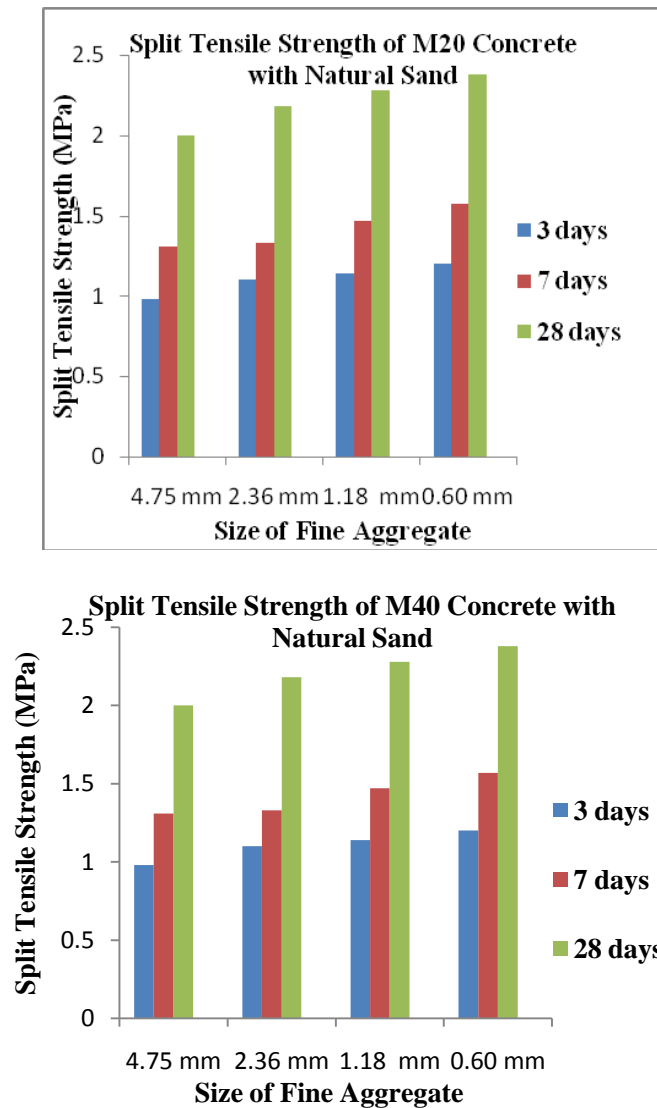 Split Tensile Strength of M20 Concrete
with Natural Sand
Split Tensile Strength (MPa)
2.5
2
1.5
1
0.5
0
4.75 mm 2.36 mm 1.18 mm 0.60 mm
Size of Fine Aggregate
3 days
7 days
28 days
Split Tensile Strength of M40 Concrete with
Natural Sand
Split Tensile Strength (MPa)
2.5
2
1.5
1
0.5
0
4.75 mm 2.36 mm 1.18 mm 0.60 mm
Size of Fine Aggregate
3 days
7 days
28 days